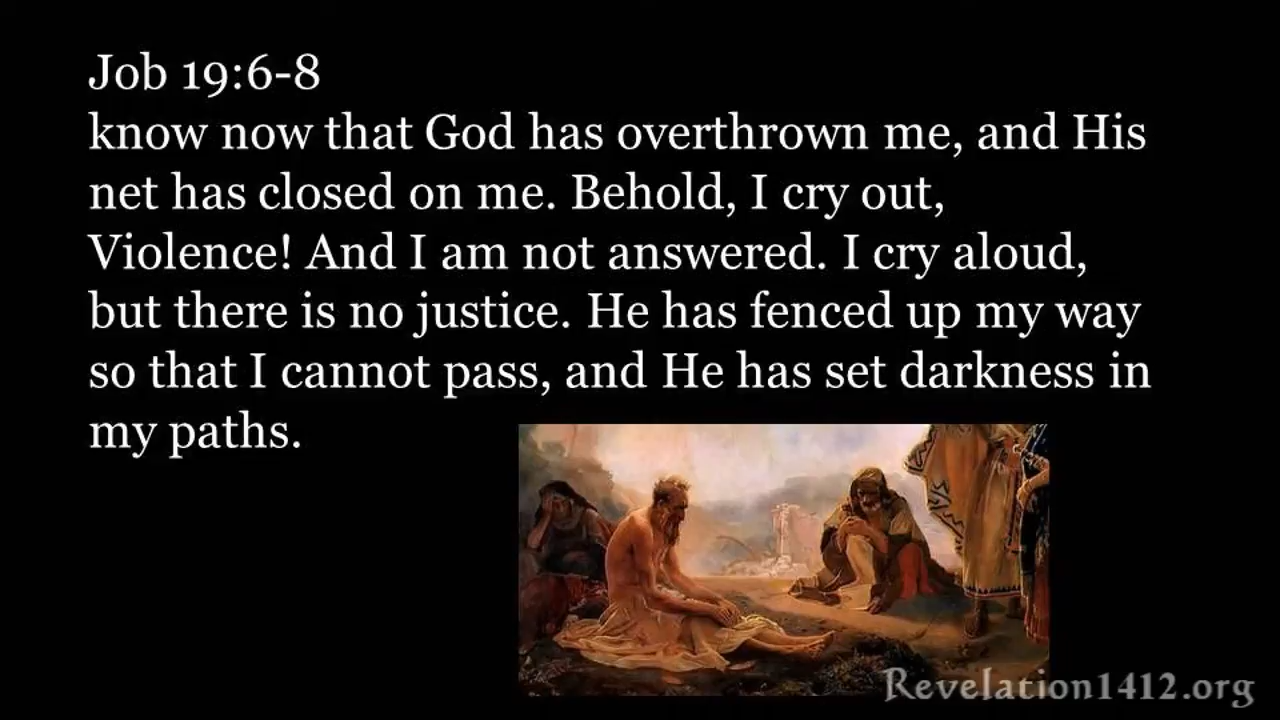 Job 19:6-8
know now that God has overthrown me, and His
net has closed on me. Behold, I cry out,
Violence! And I am not answered. I cry aloud,
but there is no justice. He has fenced up my way
so that I cannot pass, and He has set darkness in
my paths.
Revelation1412.org